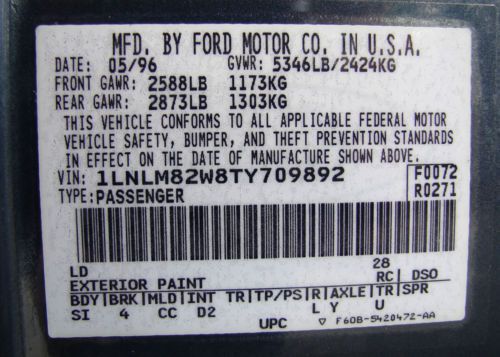 MFD. BY FORD MOTOR CO. IN U.S.A.
DATE: 05/96 GVWR: 5346LB/2424KG
FRONT GAWR: 2588LB 1173KG
REAR GAWR: 2873LB 1303KG
THIS VEHICLE CONFORMS TO ALL APPLICABLE FEDERAL MOTOR
VEHICLE SAFETY, BUMPER, AND THEFT PREVENTION STANDARDS
IN EFFECT ON THE DATE OF MANUFACTURE SHOWN ABOVE.
VIN: 1LNLM82W8TY709892 F0072
TYPE: PASSENGER R0271
LD 28
EXTERIOR PAINT RC| DSO
BDY|BRK|MLD|INT TR|TP/PS|R|AXLE|TR|SPR
SI 4 CC D2 L Y U
UPC ▽ F60B-5420472-AA